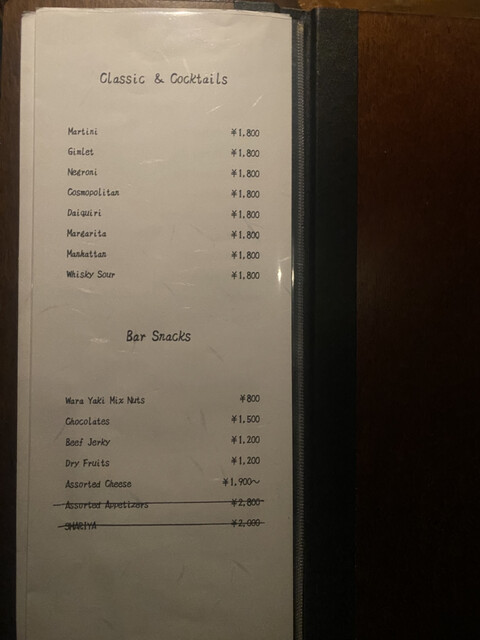 Classic & Cocktails
Martini ¥1,800
Gimlet ¥1,800
Negroni ¥1,800
Cosmopolitan ¥1,800
Daiquiri ¥1,800
Margarita ¥1,800
Manhattan ¥1,800
Whisky Sour ¥1,800
Bar Snacks
Wara Yaki Mix Nuts ¥800
Chocolates ¥1,500
Beef Jerky ¥1,200
Dry Fruits ¥1,200
Assorted Cheese ¥1,900～
Assorted Appetizers ¥2,800
SHARIYA ¥2,000